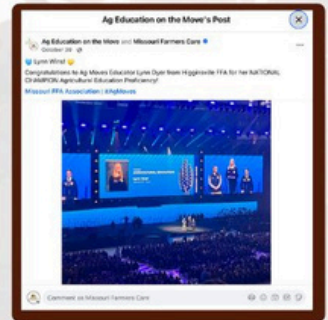 Ag Education on the Move's Post
Ag Education on the Move and Missouri Farmers Care
October 29
Lynn Wins!
Congratulations to Ag Moves Educator Lynn Dyer from Higginsville FFA for her NATIONAL
CHAMPION Agricultural Education Proficiency!
Missouri FFA Association | #AgMoves
Comment as Missouri Farmers Care